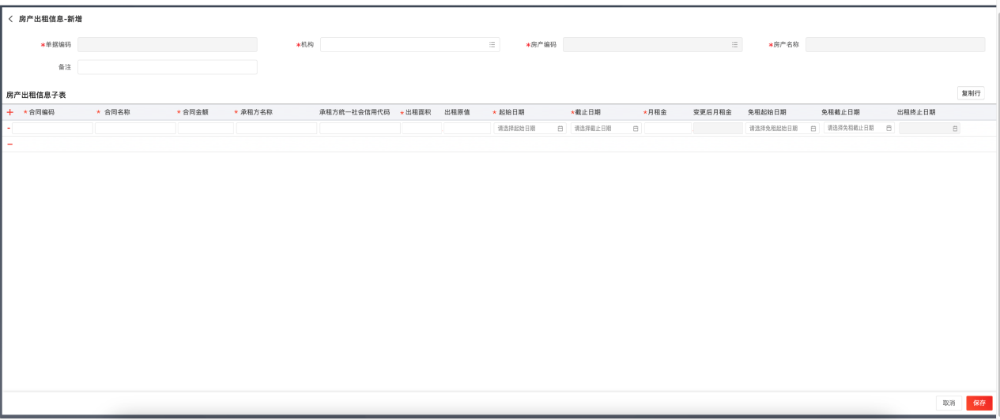 房产出租信息-新增
*单据编码 *机构 *房产编码 *房产名称
备注
房产出租信息子表 复制行
+ *合同编码 *合同名称 *合同金额 *承租方名称 承租方统一社会信用代码 *出租面积 出租原值 *起始日期 *截止日期 *月租金 变更后月租金 免租起始日期 免租截止日期 出租终止日期
- 请选择起始日期 请选择截止日期 请选择免租起始日期 请选择免租截止日期
-
取消 保存